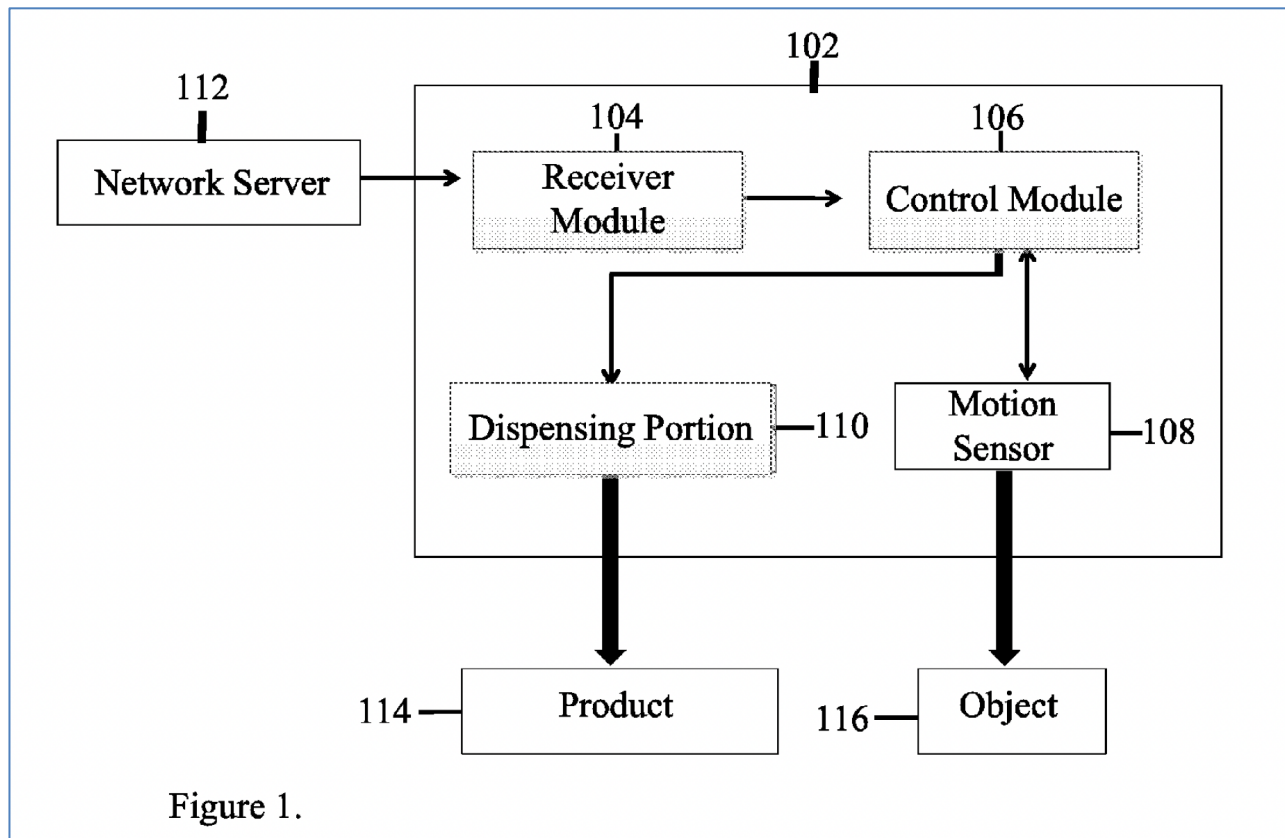 102
112
104
106
Network Server
Receiver
Module
Control Module
Dispensing Portion
110
Motion
Sensor
108
114
Product
116
Object
Figure 1.